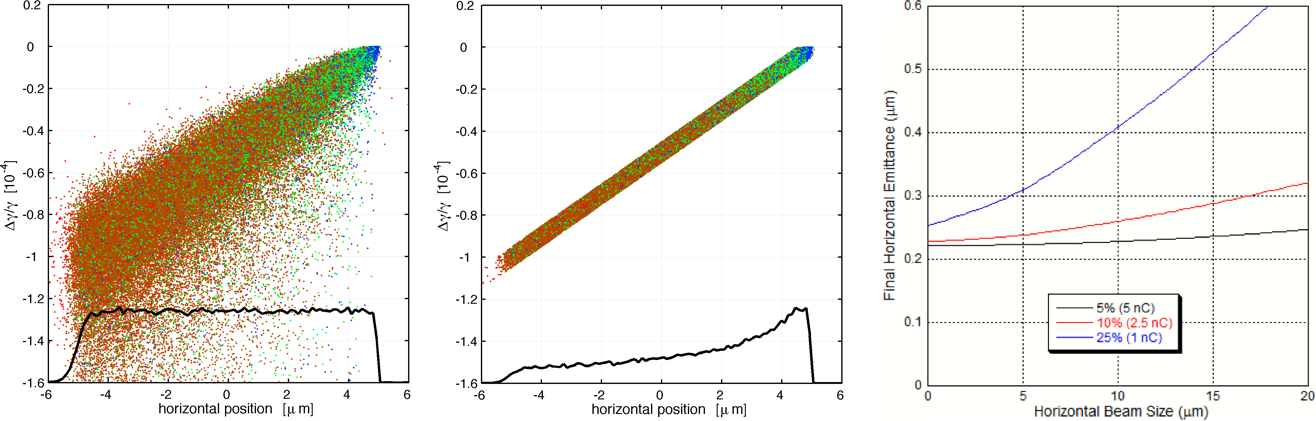 0.2
0
-0.2
-0.4
-0.6
-0.8
-1
-1.2
-1.4
-1.6
Δγ/γ [10⁻⁴]
-6 -4 -2 0 2 4 6
horizontal position [μm]
0.2
0
-0.2
-0.4
-0.6
-0.8
-1
-1.2
-1.4
-1.6
Δγ/γ [10⁻⁴]
-6 -4 -2 0 2 4 6
horizontal position [μm]
0.6
0.5
0.4
0.3
0.2
0.1
0
Final Horizontal Emittance (μm)
5% (5 nC)
10% (2.5 nC)
25% (1 nC)
0 5 10 15 20
Horizontal Beam Size (μm)